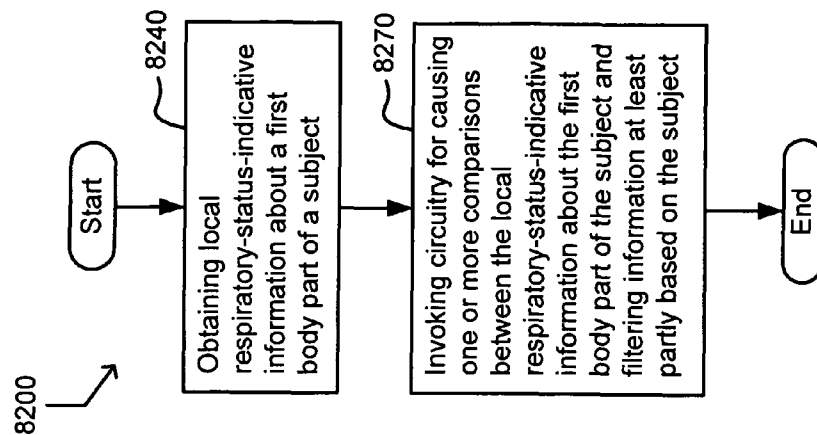 8200
Start
8240
Obtaining local
respiratory-status-indicative
information about a first
body part of a subject
8270
Invoking circuitry for causing
one or more comparisons
between the local
respiratory-status-indicative
information about the first
body part of the subject and
filtering information at least
partly based on the subject
End